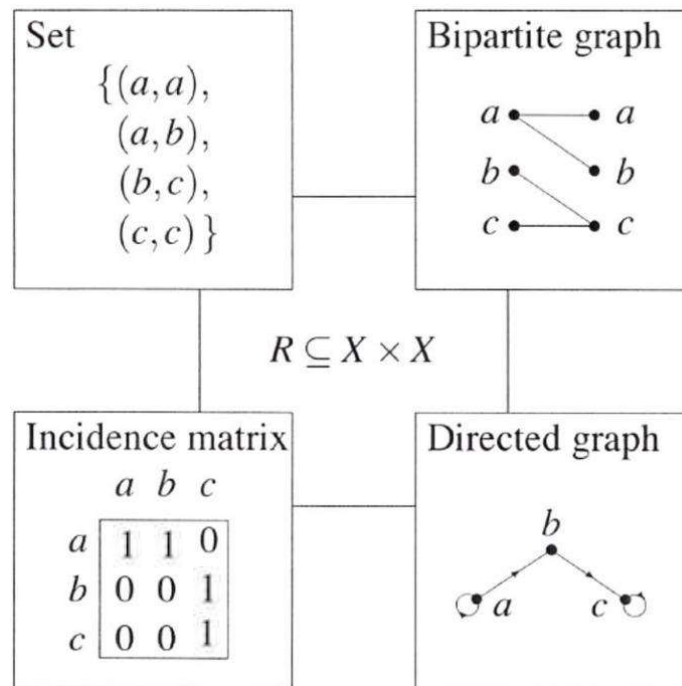 Set
{(a,a),
(a,b),
(b,c),
(c,c)}
Bipartite graph
a a
b b
c c
R ⊆ X × X
Incidence matrix
a b c
a 1 1 0
b 0 0 1
c 0 0 1
Directed graph
b
a c